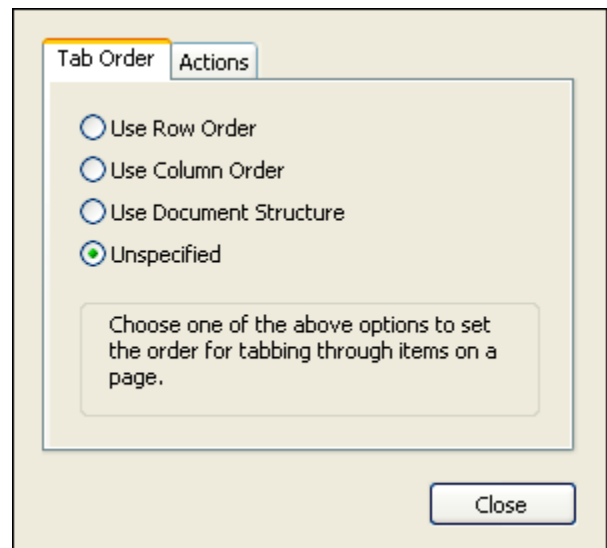 Tab Order Actions
Use Row Order
Use Column Order
Use Document Structure
Unspecified
Choose one of the above options to set
the order for tabbing through items on a
page.
Close